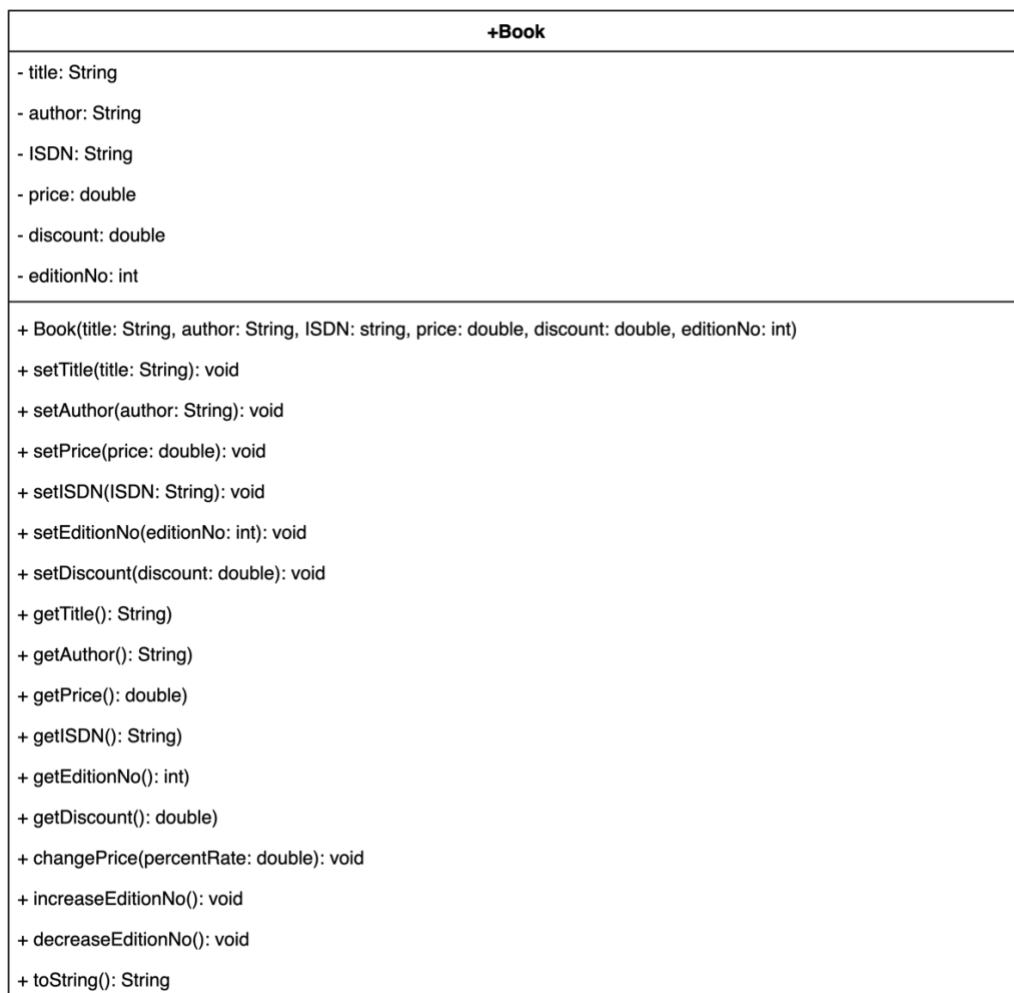 +Book
- title: String
- author: String
- ISDN: String
- price: double
- discount: double
- editionNo: int
+ Book(title: String, author: String, ISDN: string, price: double, discount: double, editionNo: int)
+ setTitle(title: String): void
+ setAuthor(author: String): void
+ setPrice(price: double): void
+ setISDN(ISDN: String): void
+ setEditionNo(editionNo: int): void
+ setDiscount(discount: double): void
+ getTitle(): String)
+ getAuthor(): String)
+ getPrice(): double)
+ getISDN(): String)
+ getEditionNo(): int)
+ getDiscount(): double)
+ changePrice(percentRate: double): void
+ increaseEditionNo(): void
+ decreaseEditionNo(): void
+ toString(): String